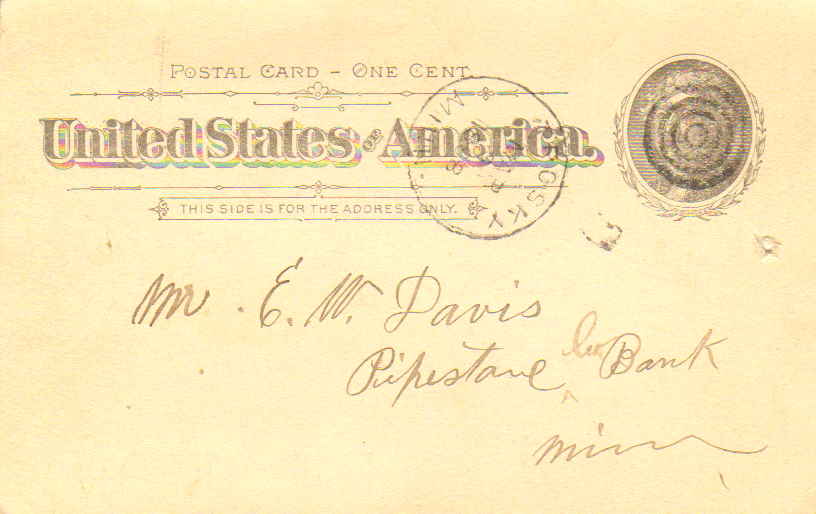 POSTAL CARD - ONE CENT.
United States OF America.
THIS SIDE IS FOR THE ADDRESS ONLY.
Mr. E. W. Davis
Pipestone Co Bank
Minn